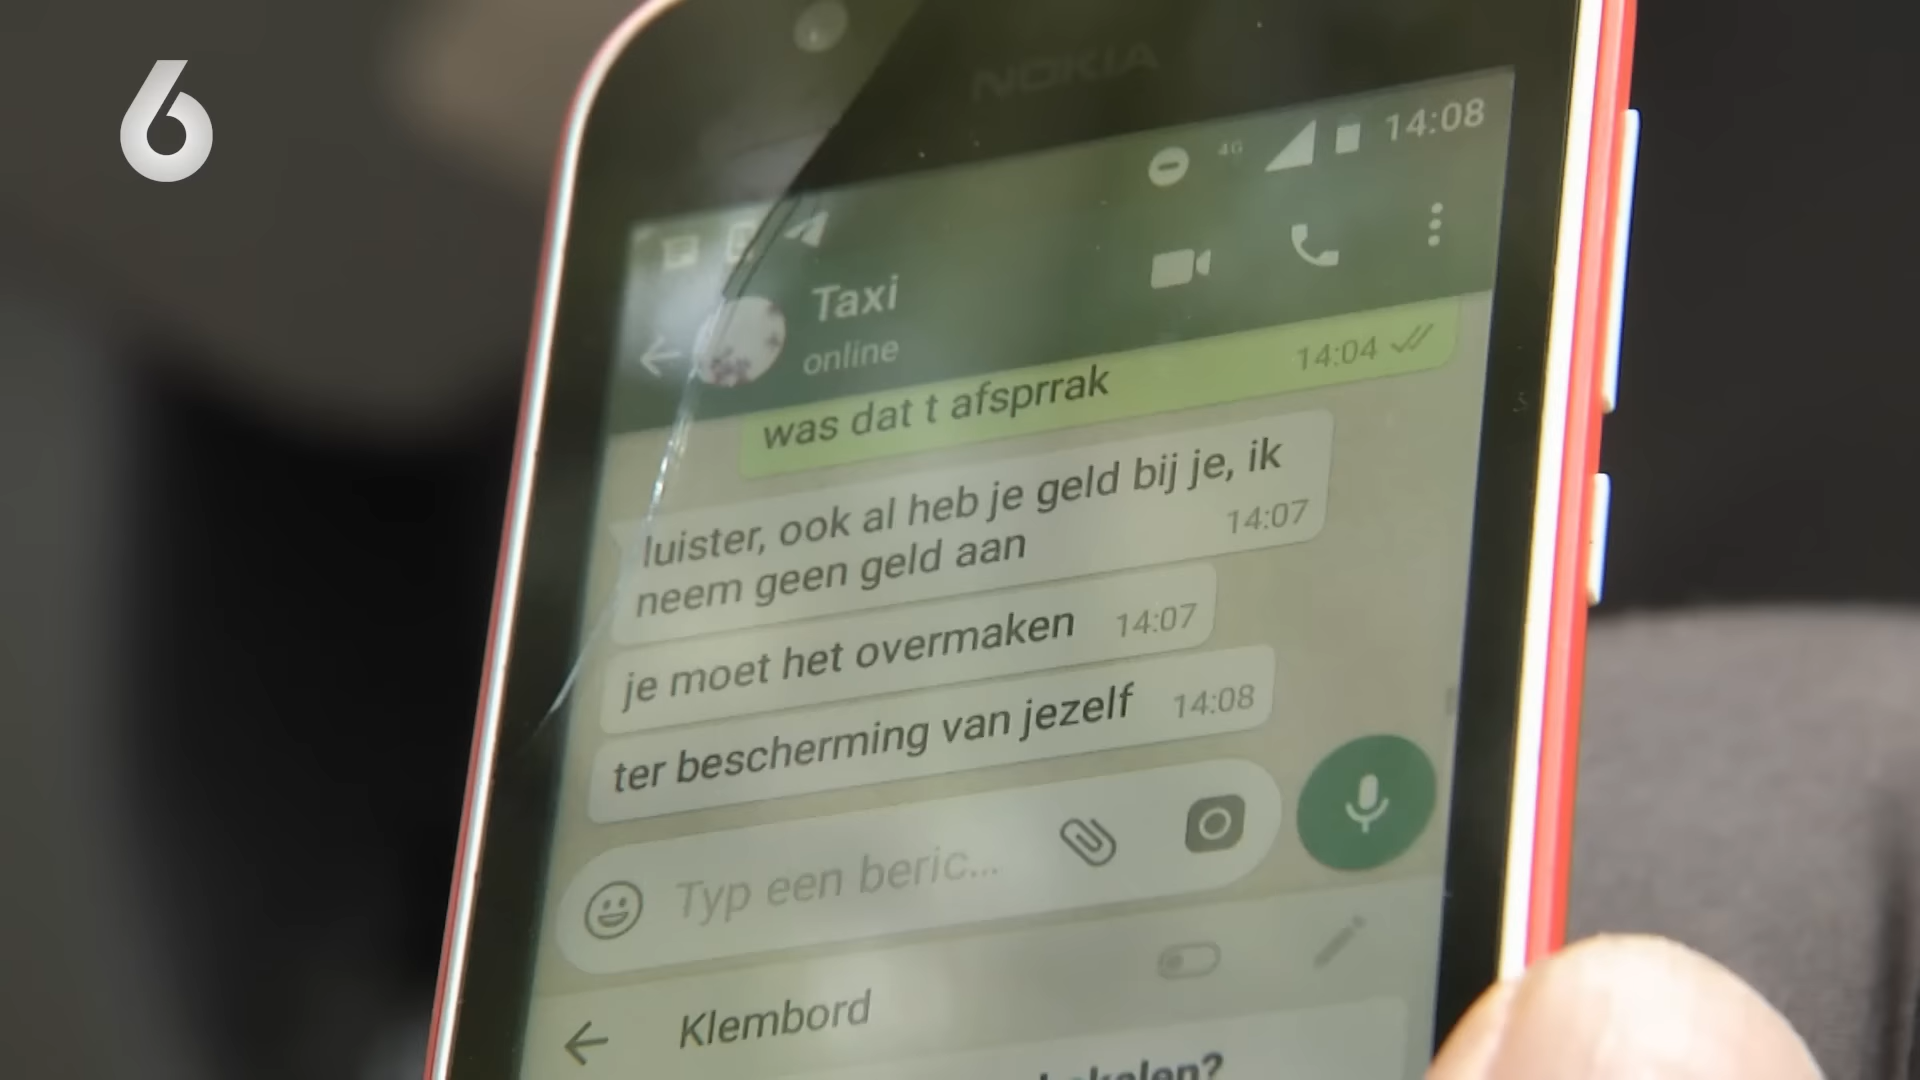 6
NOKIA
4G 14:08
Taxi
online
14:04
was dat t afsprrak
luister, ook al heb je geld bij je, ik
neem geen geld aan 14:07
je moet het overmaken 14:07
ter bescherming van jezelf 14:08
Typ een beric...
Klembord